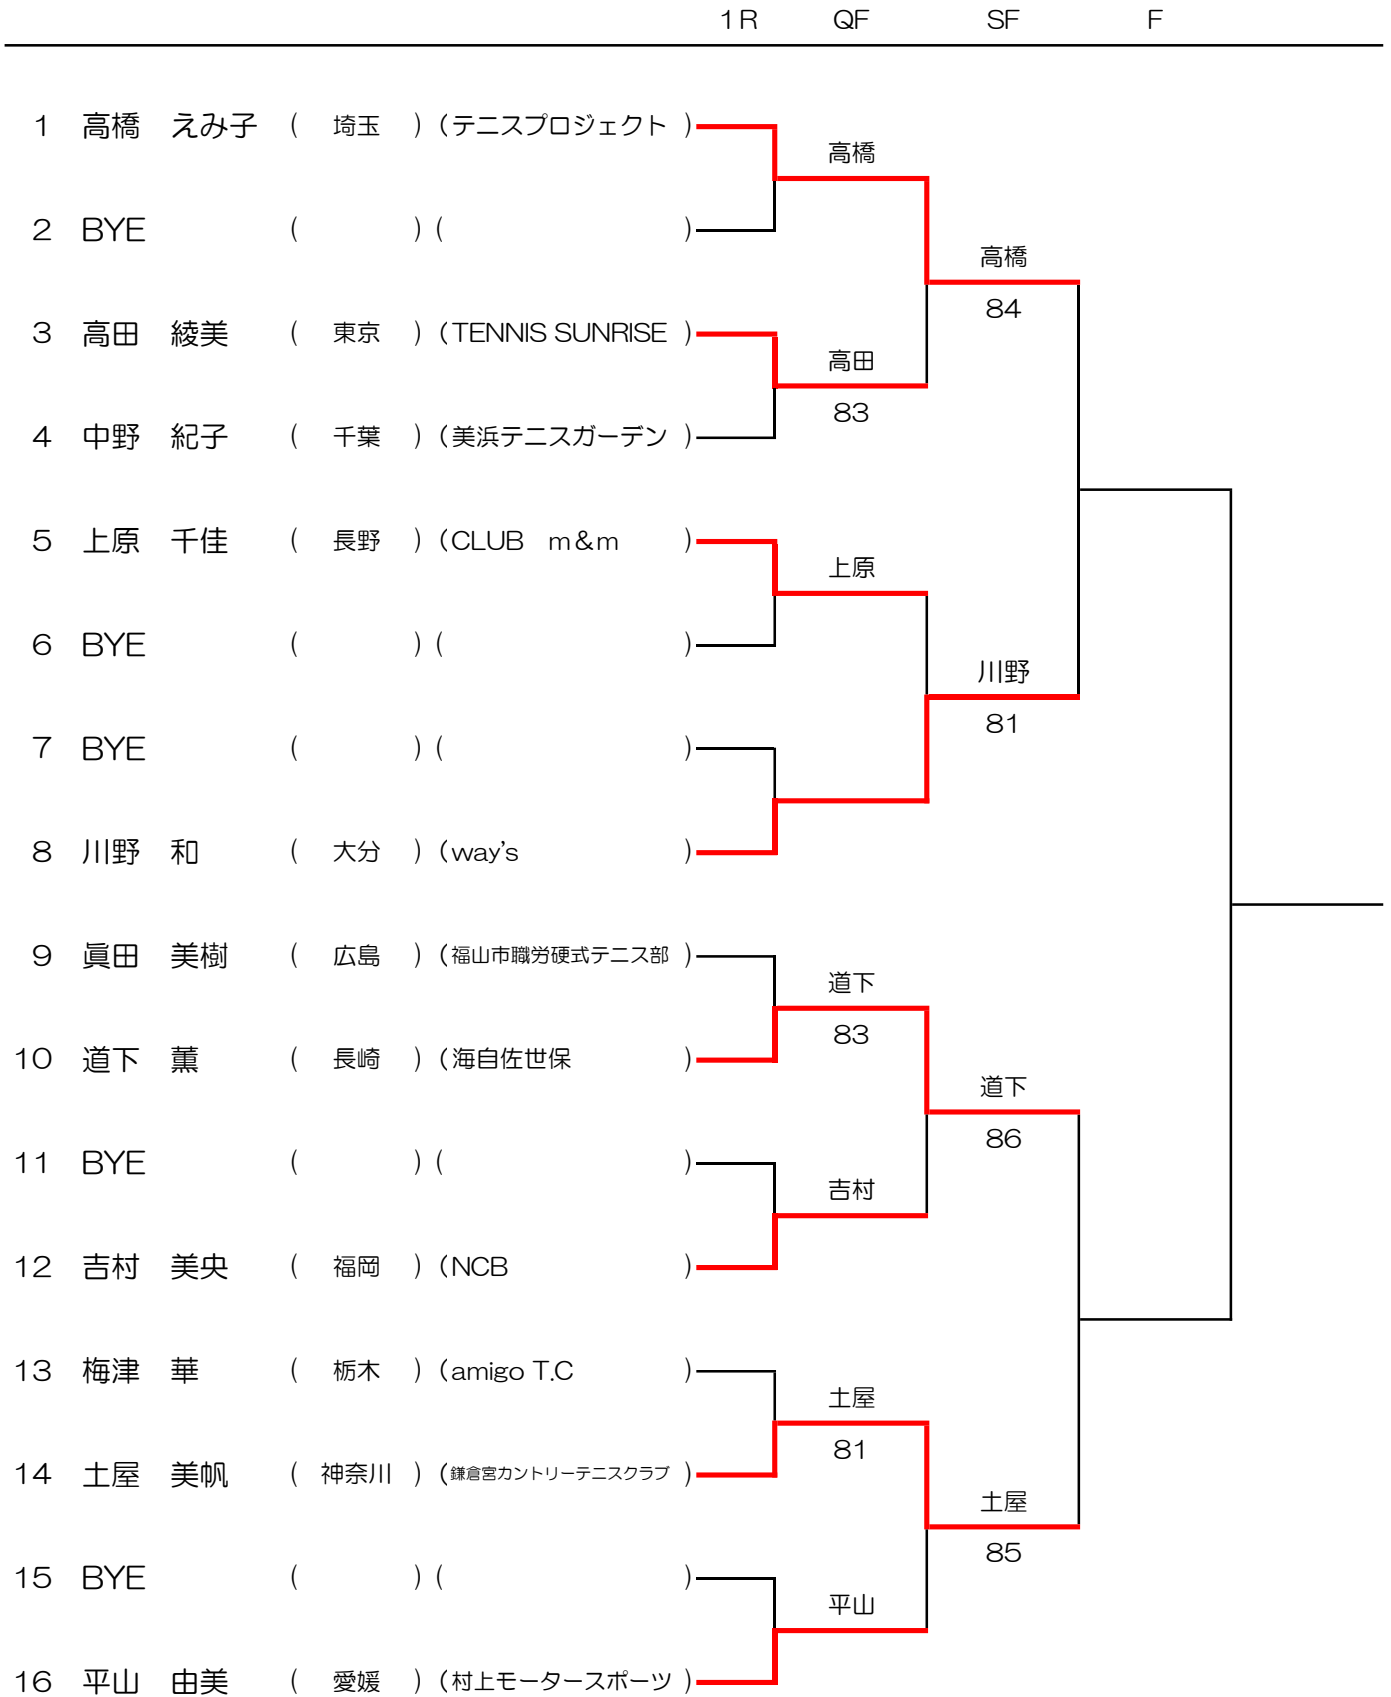 1R QF SF F
1 高橋 えみ子 ( 埼玉 ) (テニスプロジェクト )
高橋
2 BYE ( ) ( )
高橋
84
3 高田 綾美 ( 東京 ) (TENNIS SUNRISE )
高田
83
4 中野 紀子 ( 千葉 ) (美浜テニスガーデン )
5 上原 千佳 ( 長野 ) (CLUB m&m )
上原
6 BYE ( ) ( )
川野
81
7 BYE ( ) ( )
8 川野 和 ( 大分 ) (way's )
9 眞田 美樹 ( 広島 ) (福山市職労硬式テニス部 )
道下
83
10 道下 薫 ( 長崎 ) (海自佐世保 )
道下
86
11 BYE ( ) ( )
吉村
12 吉村 美央 ( 福岡 ) (NCB )
13 梅津 華 ( 栃木 ) (amigo T.C )
土屋
81
14 土屋 美帆 ( 神奈川 ) (鎌倉宮カントリーテニスクラブ )
土屋
85
15 BYE ( ) ( )
平山
16 平山 由美 ( 愛媛 ) (村上モータースポーツ )